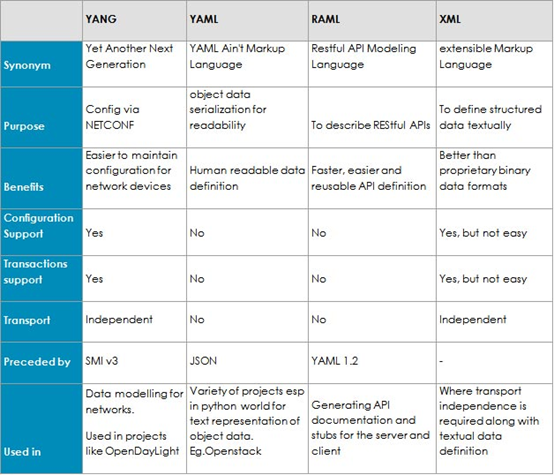 YANG
YAML
RAML
XML
Synonym
Yet Another Next
Generation
YAML Ain't Markup
Language
Restful API Modeling
Language
extensible Markup
Language
Purpose
Config via
NETCONF
object data
serialization for
readability
To describe REStful APIs
To define structured
data textually
Benefits
Easier to maintain
configuration for
network devices
Human readable data
definition
Faster, easier and
reusable API definition
Better than
proprietary binary
data formats
Configuration
Support
Yes
No
No
Yes, but not easy
Transactions
support
Yes
No
No
Yes, but not easy
Transport
Independent
No
No
Independent
Preceded by
SMI v3
JSON
YAML 1.2
-
Used in
Data modelling for
networks.
Used in projects
like OpenDayLight
Variety of projects esp
in python world for
text representation of
object data.
Eg.Openstack
Generating API
documentation and
stubs for the server and
client
Where transport
independence is
required along with
textual data
definition